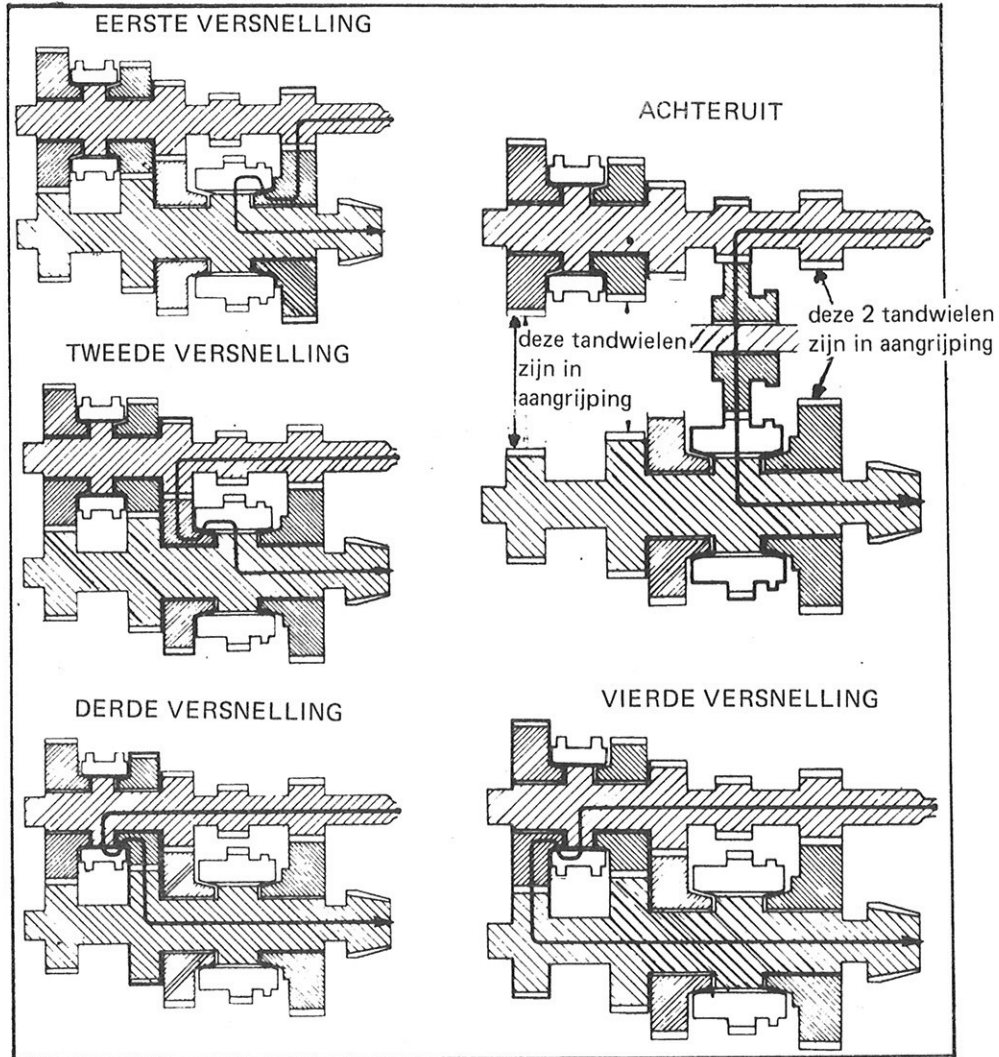 EERSTE VERSNELLING
ACHTERUIT
deze tandwielen
zijn in
aangrijping
deze 2 tandwielen
zijn in aangrijping
TWEEDE VERSNELLING
DERDE VERSNELLING
VIERDE VERSNELLING